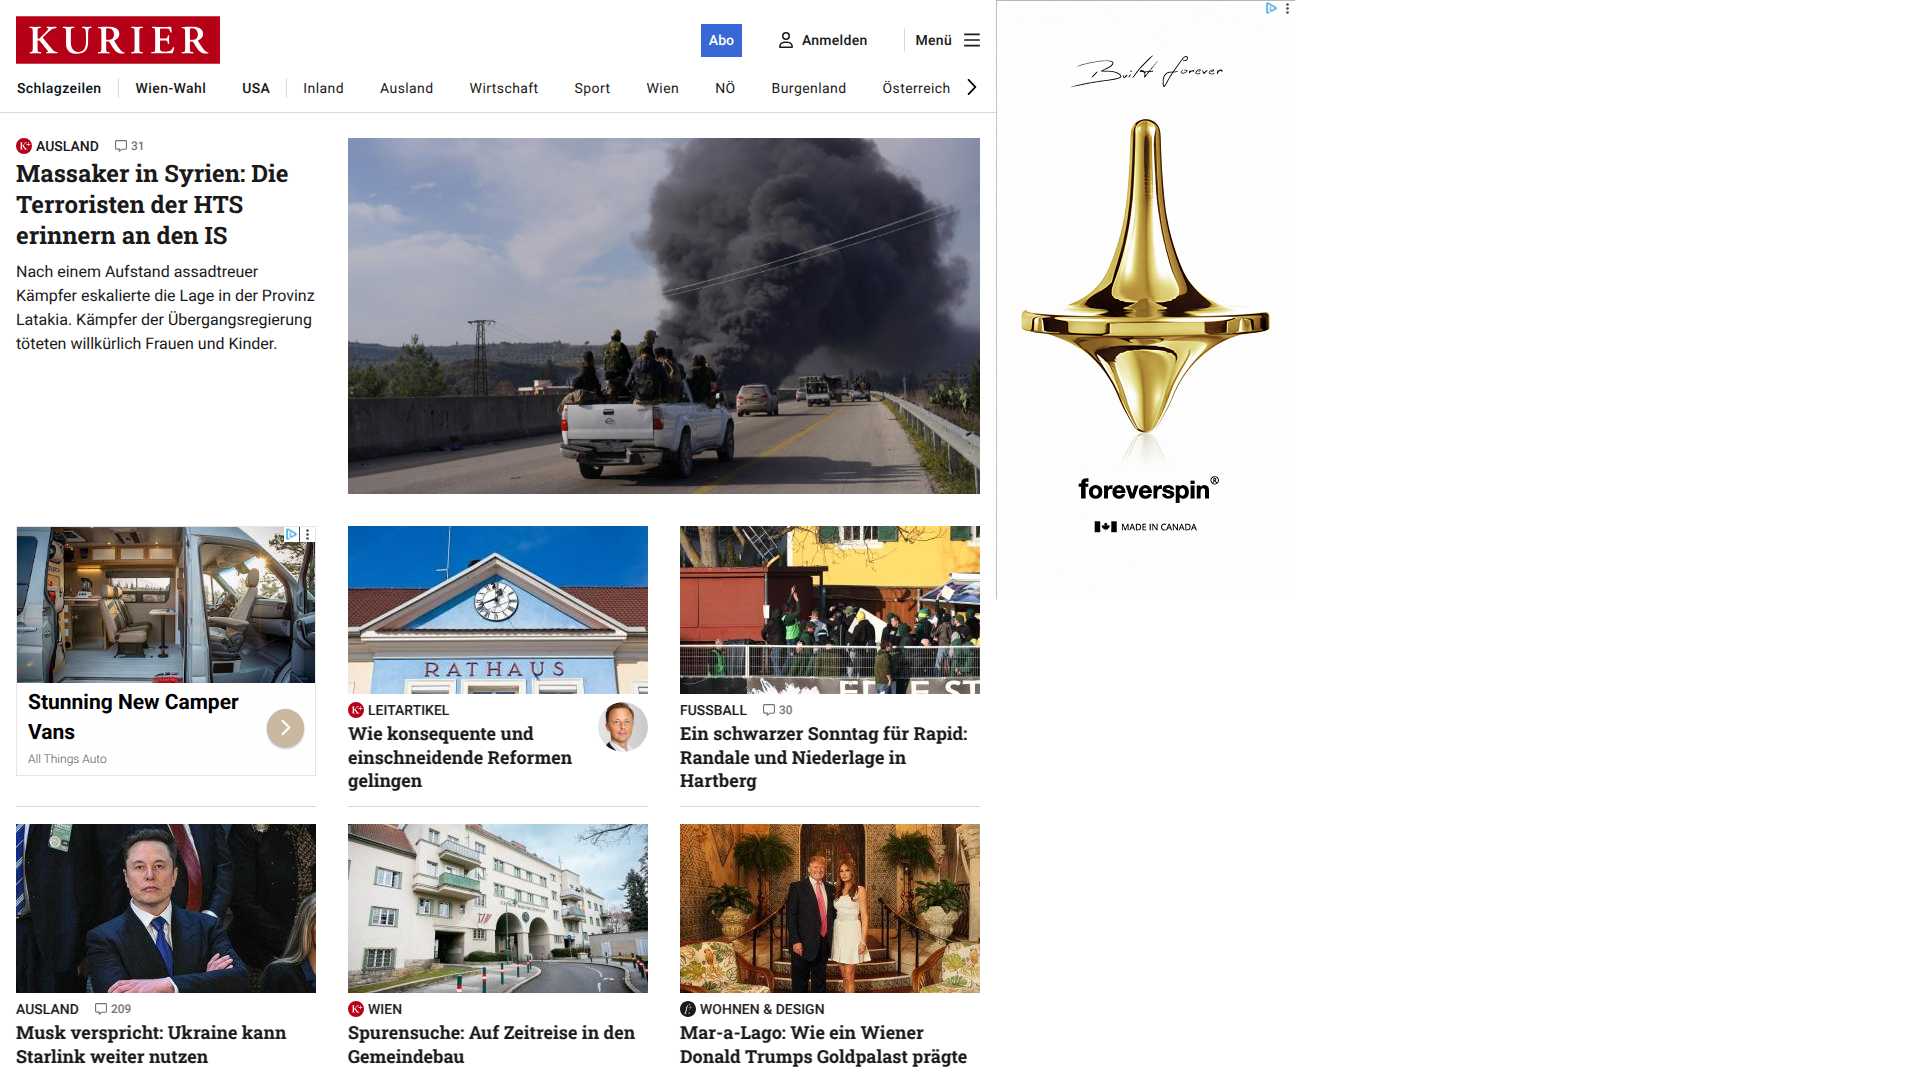 KURIER
Abo
Anmelden
Menü
Schlagzeilen
Wien-Wahl
USA
Inland
Ausland
Wirtschaft
Sport
Wien
NÖ
Burgenland
Österreich
Built forever
K+ AUSLAND 31
Massaker in Syrien: Die
Terroristen der HTS
erinnern an den IS
Nach einem Aufstand assadtreuer
Kämpfer eskalierte die Lage in der Provinz
Latakia. Kämpfer der Übergangsregierung
töteten willkürlich Frauen und Kinder.
foreverspin®
MADE IN CANADA
Stunning New Camper
Vans
All Things Auto
RATHAUS
K+ LEITARTIKEL
Wie konsequente und
einschneidende Reformen
gelingen
FUSSBALL 30
Ein schwarzer Sonntag für Rapid:
Randale und Niederlage in
Hartberg
AUSLAND 209
Musk verspricht: Ukraine kann
Starlink weiter nutzen
K+ WIEN
Spurensuche: Auf Zeitreise in den
Gemeindebau
WOHNEN & DESIGN
Mar-a-Lago: Wie ein Wiener
Donald Trumps Goldpalast prägte